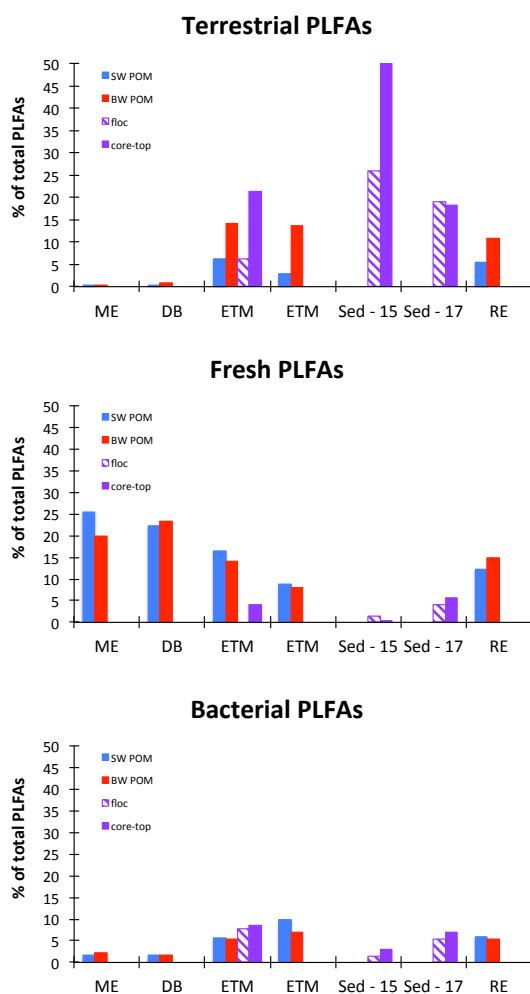 Terrestrial PLFAs
% of total PLFAs
50
45
40
35
30
25
20
15
10
5
0
SW POM
BW POM
floc
core-top
ME DB ETM ETM Sed - 15 Sed - 17 RE
Fresh PLFAs
% of total PLFAs
50
45
40
35
30
25
20
15
10
5
0
SW POM
BW POM
floc
core-top
ME DB ETM ETM Sed - 15 Sed - 17 RE
Bacterial PLFAs
% of total PLFAs
50
45
40
35
30
25
20
15
10
5
0
SW POM
BW POM
floc
core-top
ME DB ETM ETM Sed - 15 Sed - 17 RE